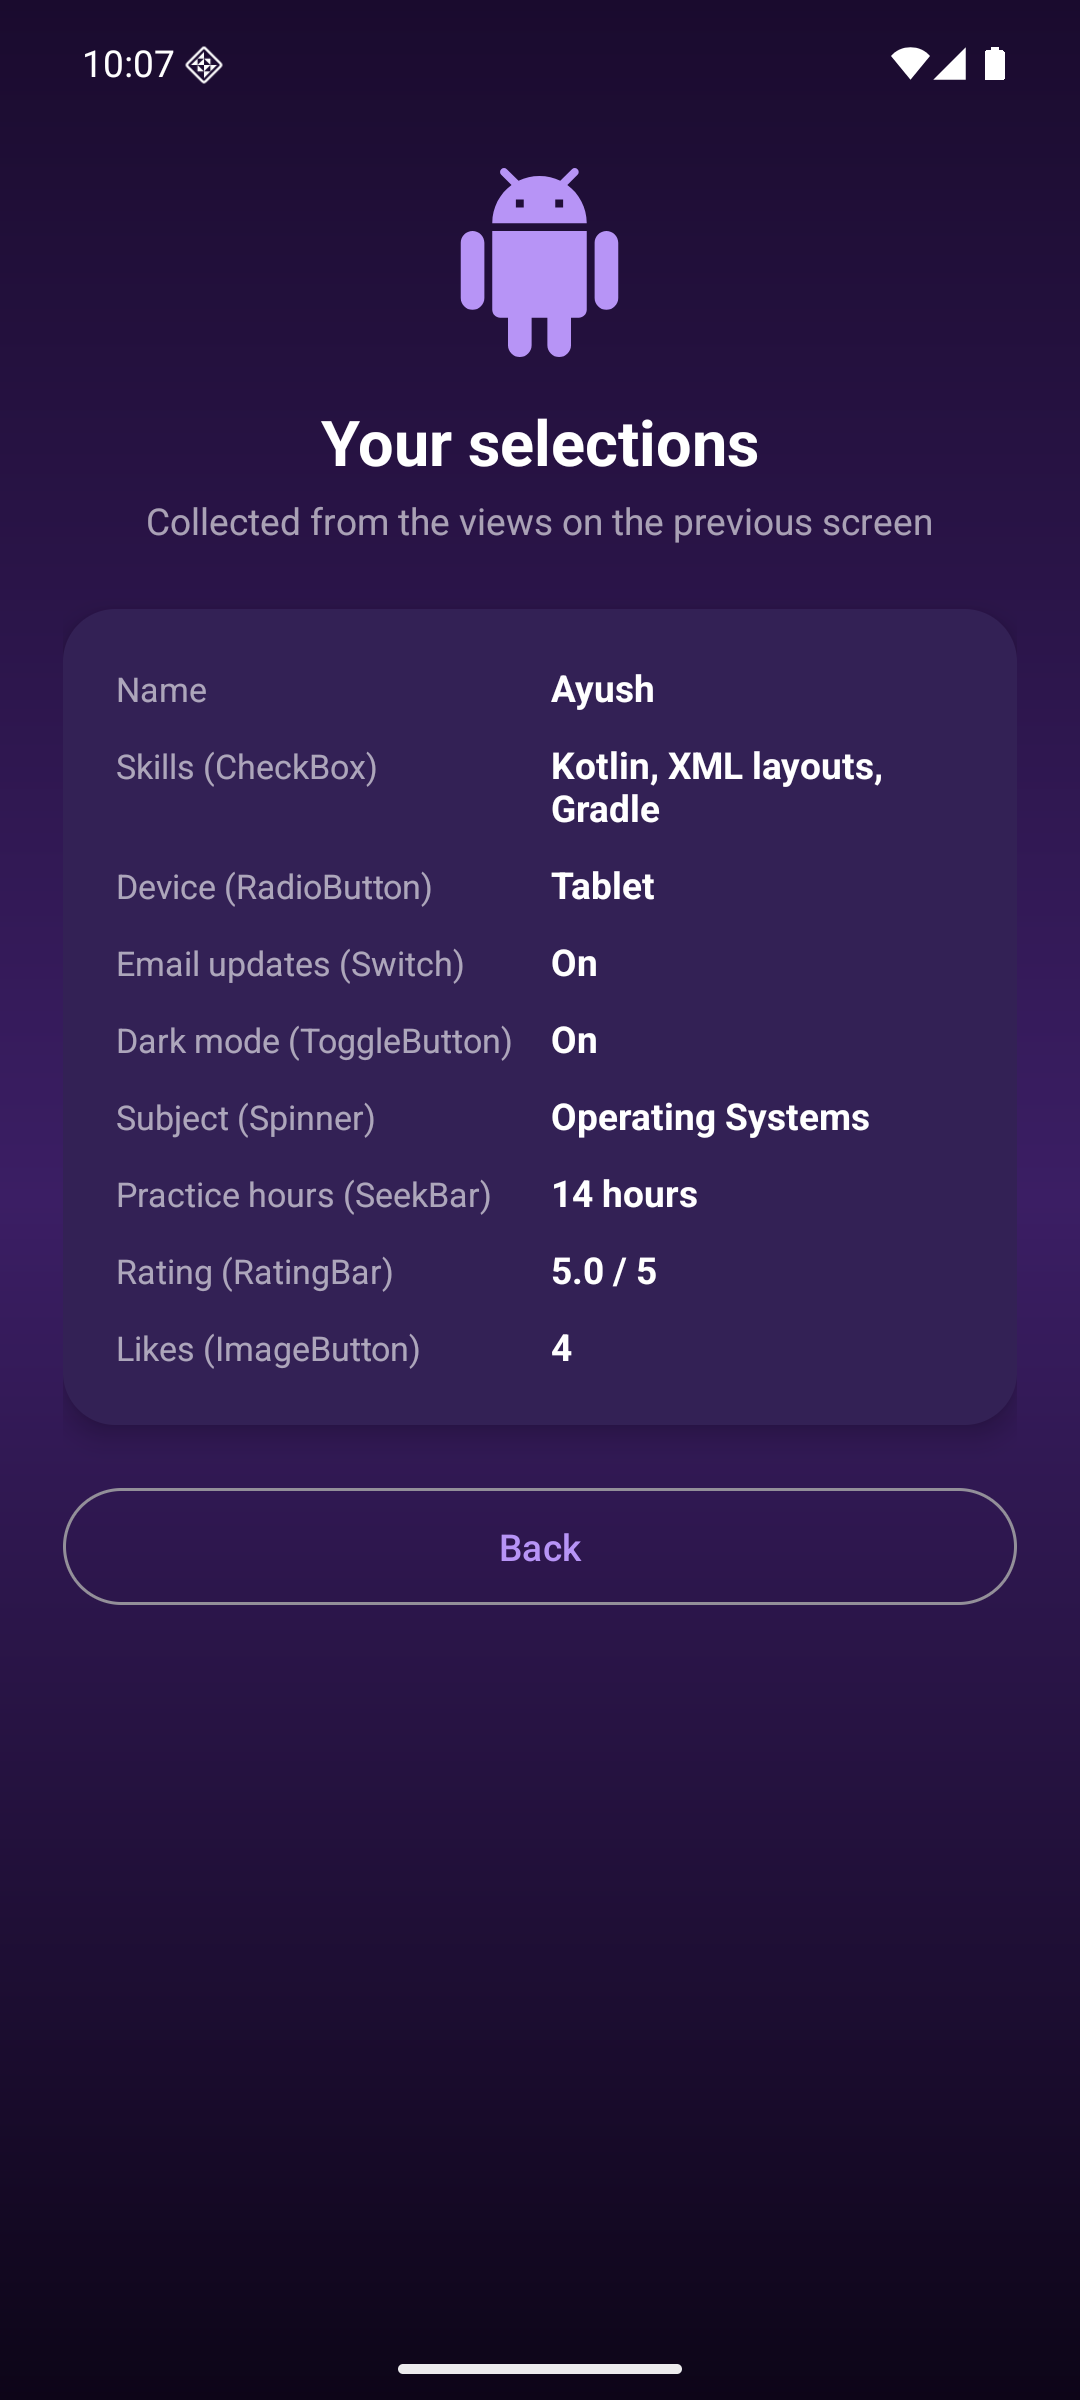 10:07
Your selections
Collected from the views on the previous screen
Name Ayush
Skills (CheckBox) Kotlin, XML layouts,
Gradle
Device (RadioButton) Tablet
Email updates (Switch) On
Dark mode (ToggleButton) On
Subject (Spinner) Operating Systems
Practice hours (SeekBar) 14 hours
Rating (RatingBar) 5.0 / 5
Likes (ImageButton) 4
Back